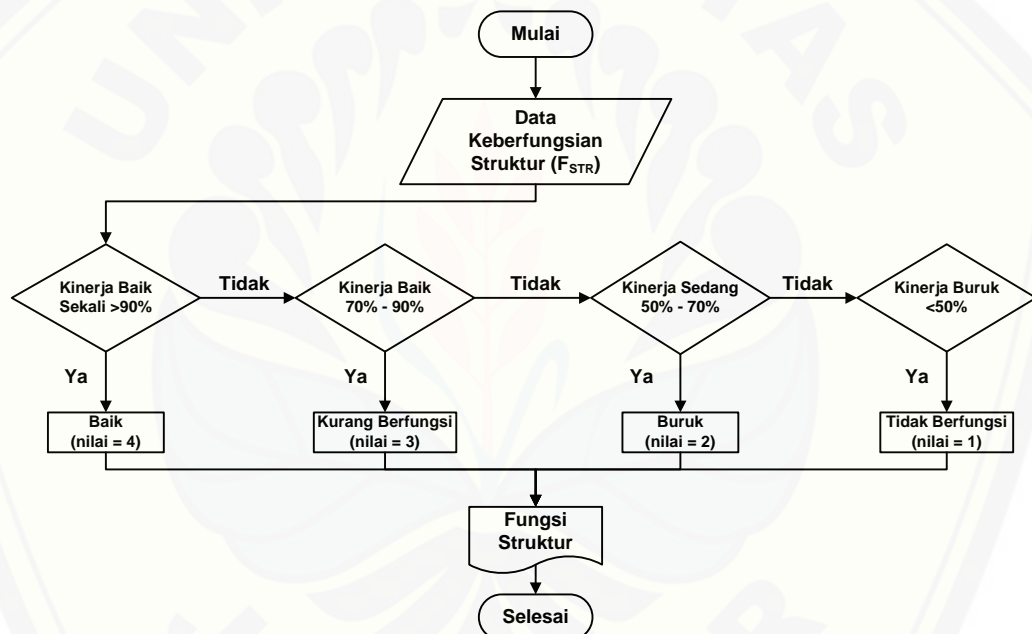 Mulai
Data
Keberfungsian
Struktur (FSTR)
Kinerja Baik
Sekali >90%
Tidak
Kinerja Baik
70% - 90%
Tidak
Kinerja Sedang
50% - 70%
Tidak
Kinerja Buruk
<50%
Ya
Ya
Ya
Ya
Baik
(nilai = 4)
Kurang Berfungsi
(nilai = 3)
Buruk
(nilai = 2)
Tidak Berfungsi
(nilai = 1)
Fungsi
Struktur
Selesai